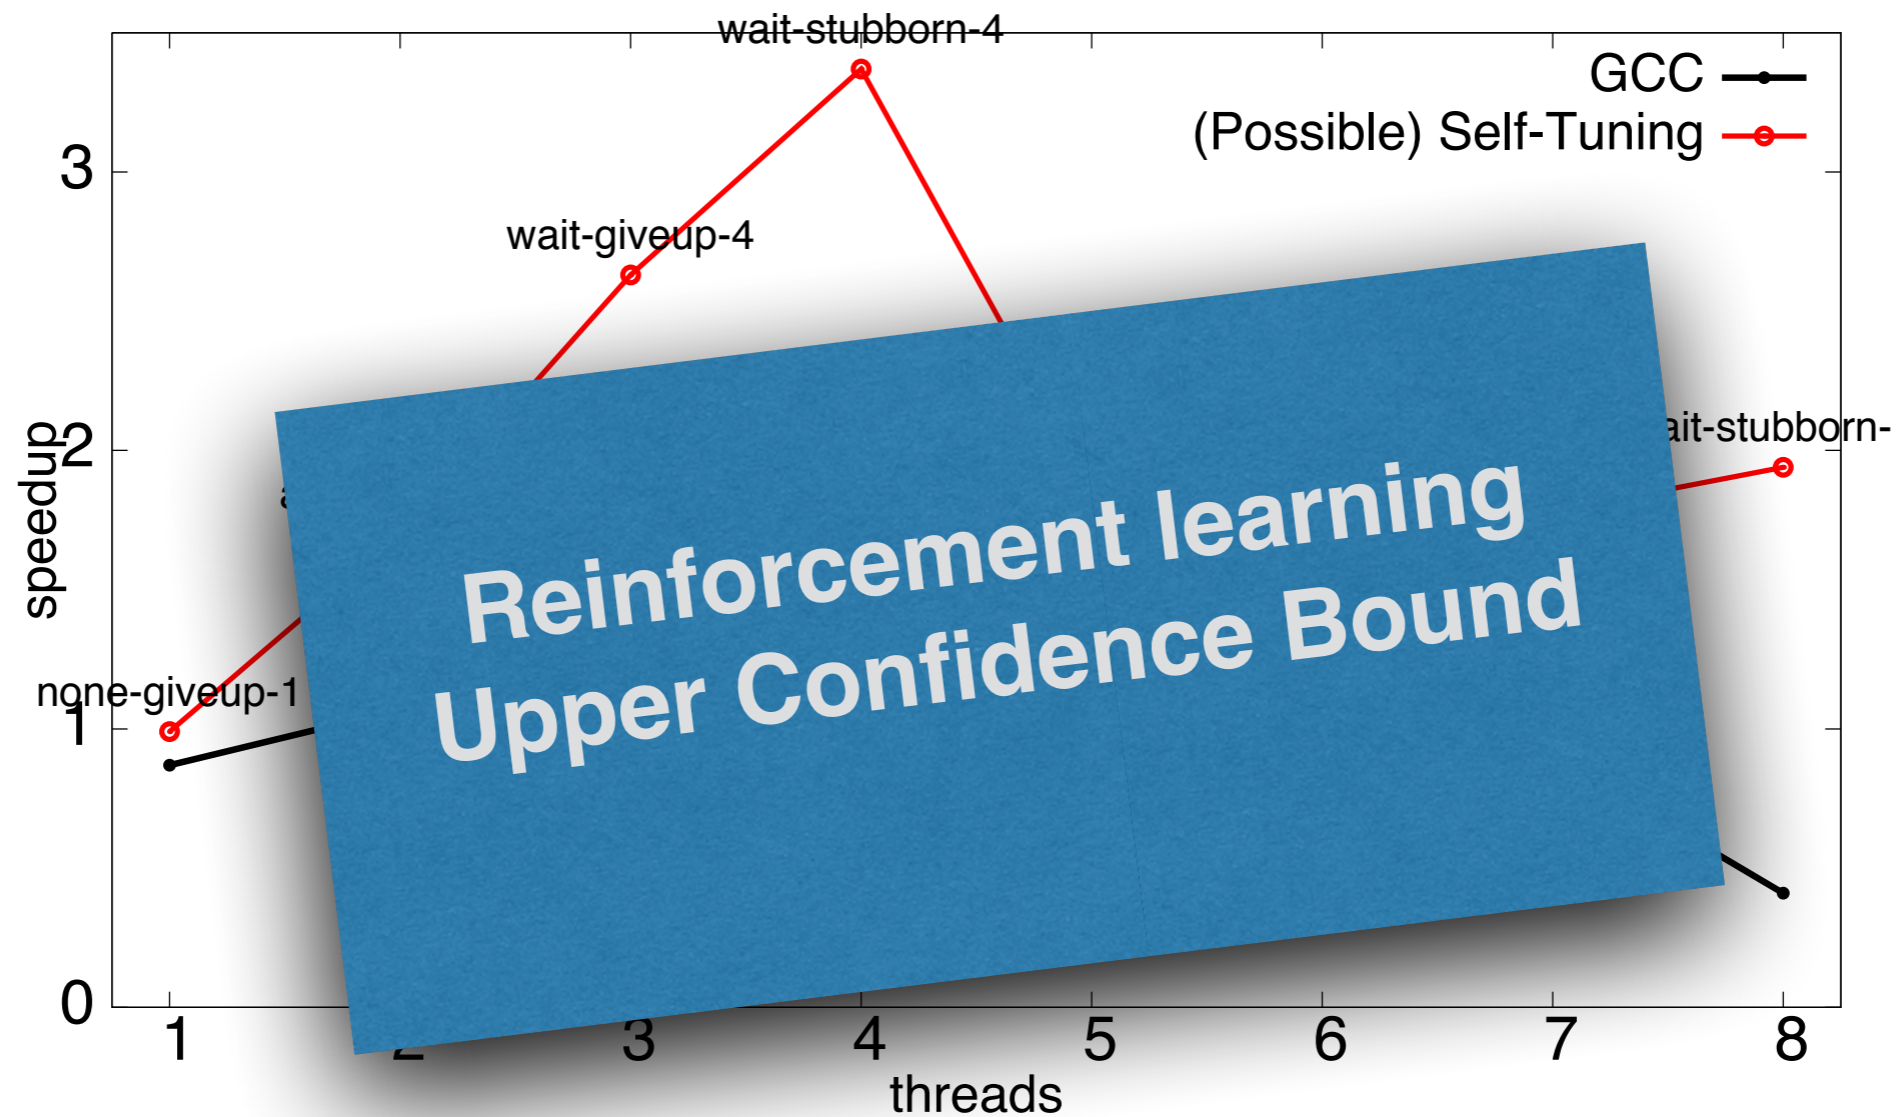 wait-stubborn-4
GCC
(Possible) Self-Tuning
3
wait-giveup-4
2
speedup
Reinforcement learning
Upper Confidence Bound
none-giveup-1
1
0
1 2 3 4 5 6 7 8
threads